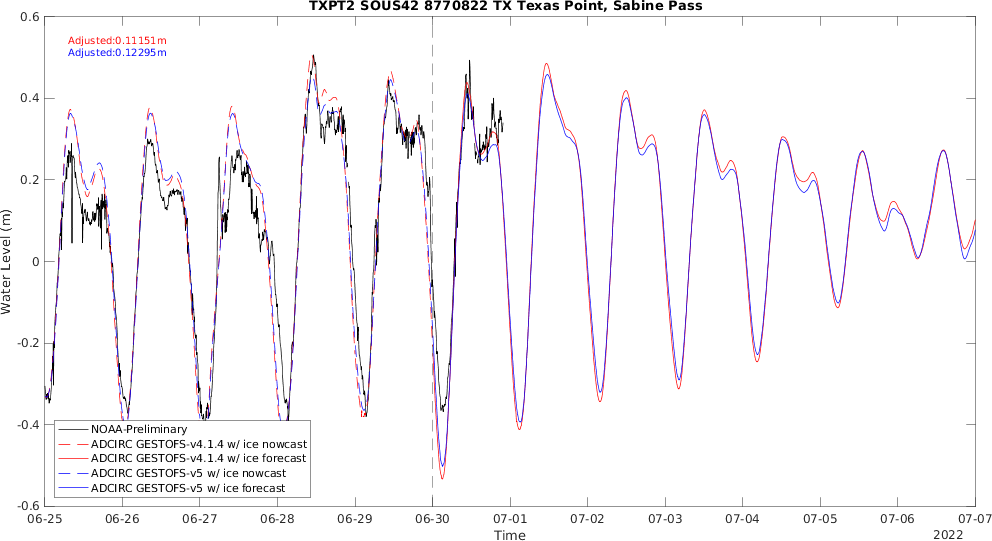 TXPT2 SOUS42 8770822 TX Texas Point, Sabine Pass
Adjusted:0.11151m
Adjusted:0.12295m
Water Level (m)
0.6
0.4
0.2
0
-0.2
-0.4
-0.6
NOAA-Preliminary
ADCIRC GESTOFS-v4.1.4 w/ ice nowcast
ADCIRC GESTOFS-v4.1.4 w/ ice forecast
ADCIRC GESTOFS-v5 w/ ice nowcast
ADCIRC GESTOFS-v5 w/ ice forecast
06-25 06-26 06-27 06-28 06-29 06-30 07-01 07-02 07-03 07-04 07-05 07-06 07-07
Time
2022